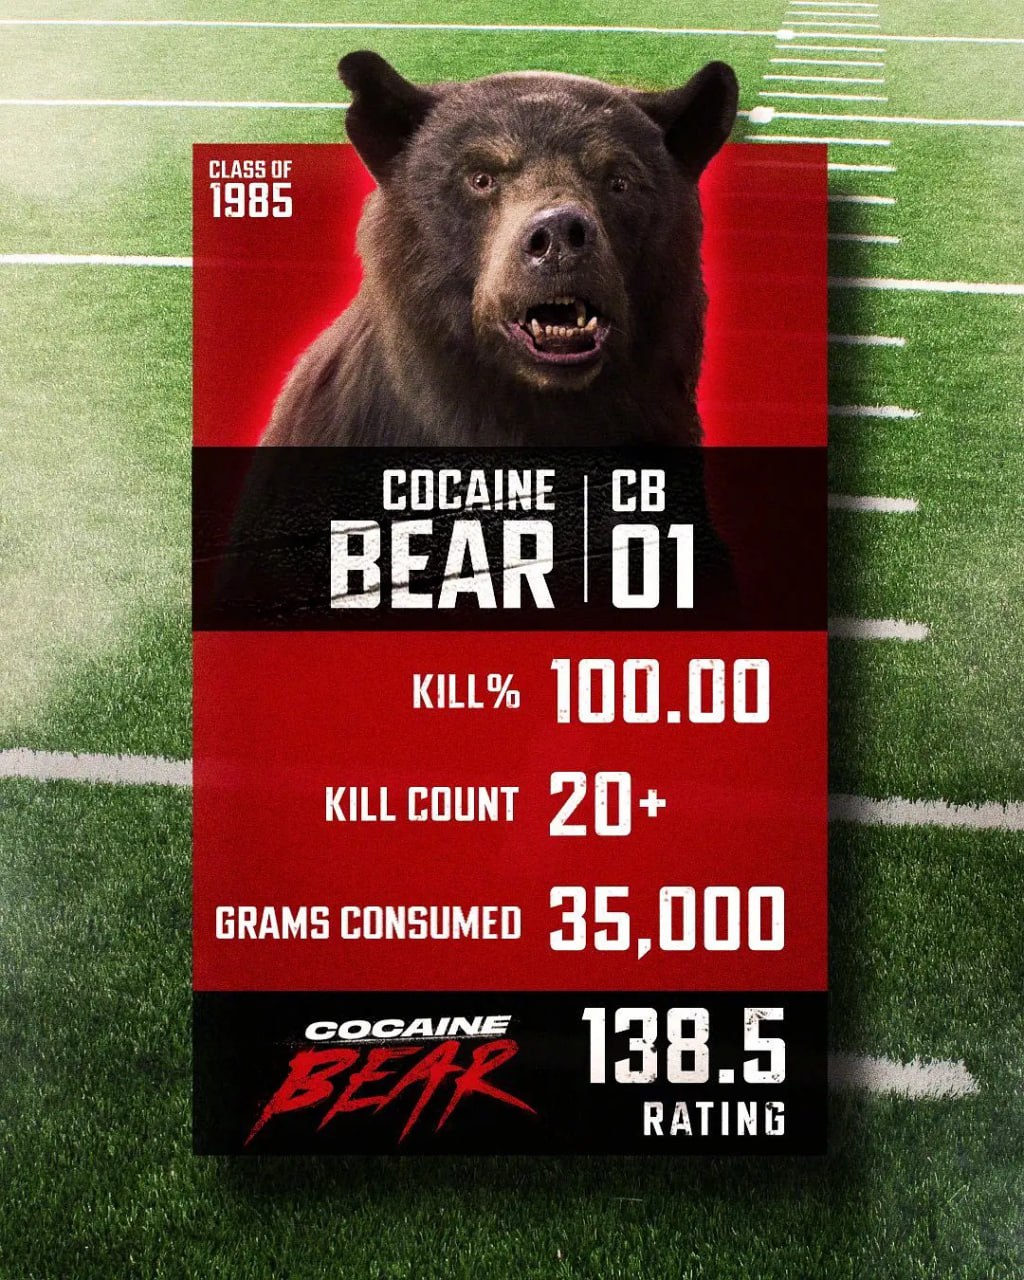 CLASS OF
1985
COCAINE
BEAR
CB
01
KILL% 100.00
KILL COUNT 20+
GRAMS CONSUMED 35,000
COCAINE
BEAR
138.5
RATING